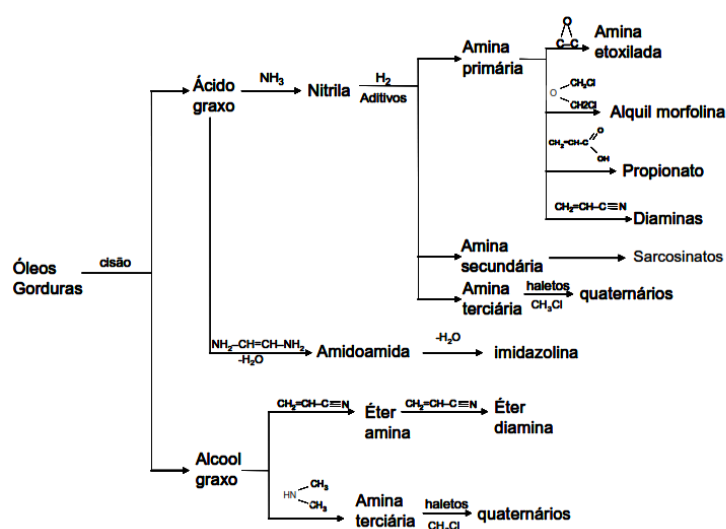 Óleos
Gorduras
cisão
Ácido
graxo
NH₃
Nitrila
H₂
Aditivos
Amina
primária
O
C–C
Amina
etoxilada
O
CH₂Cl
CH2Cl
Alquil morfolina
CH₂=CH–C
O
OH
Propionato
CH₂=CH–C≡N
Diaminas
Amina
secundária
Sarcosinatos
Amina
terciária
haletos
CH₃Cl
quaternários
NH₂–CH=CH–NH₂
-H₂O
Amidoamida
-H₂O
imidazolina
Alcool
graxo
CH₂=CH–C≡N
Éter
amina
CH₂=CH–C≡N
Éter
diamina
HN
CH₃
CH₃
Amina
terciária
haletos
quaternários